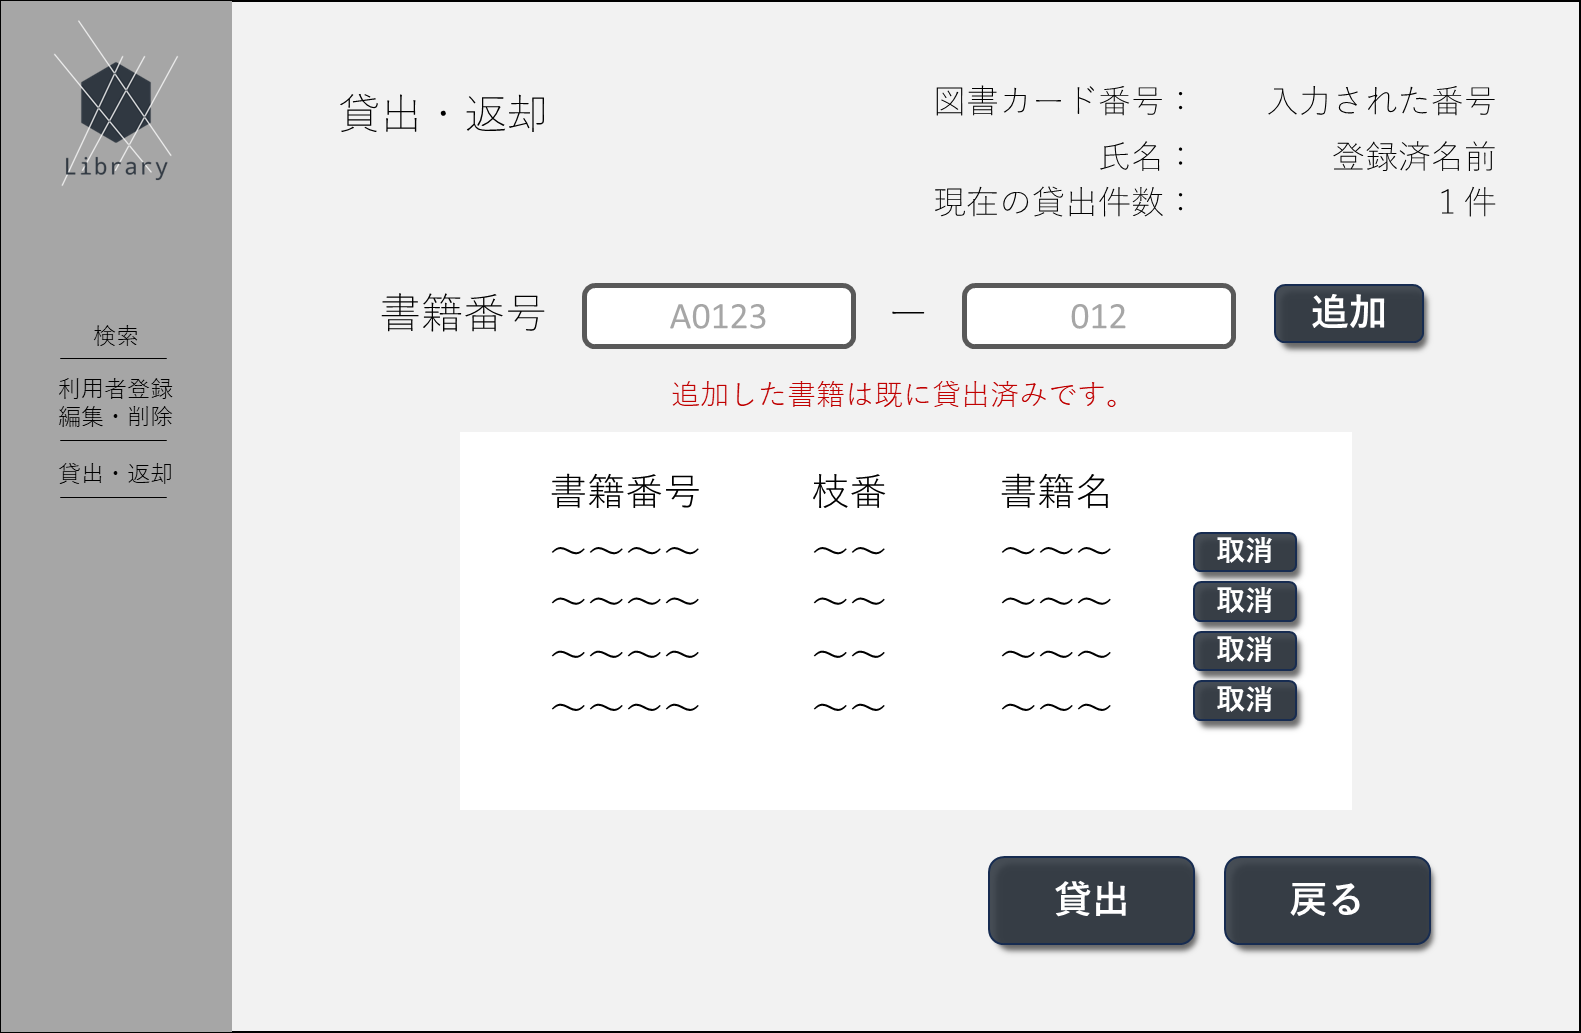 Library
検索
利用者登録
編集・削除
貸出・返却
貸出・返却
図書カード番号： 入力された番号
氏名： 登録済名前
現在の貸出件数： 1件
書籍番号 A0123 － 012 追加
追加した書籍は既に貸出済みです。
書籍番号 枝番 書籍名
～～～～ ～～ ～～～ 取消
～～～～ ～～ ～～～ 取消
～～～～ ～～ ～～～ 取消
～～～～ ～～ ～～～ 取消
貸出 戻る